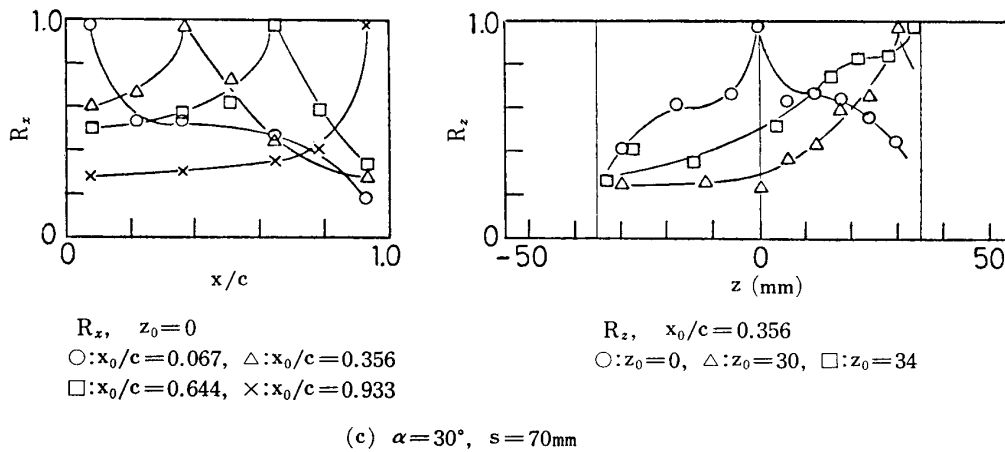 1.0
R_x
0
0
1.0
x/c
1.0
R_z
0
-50
0
50
z (mm)
R_x, z_0=0
○:x_0/c=0.067, △:x_0/c=0.356
□:x_0/c=0.644, ×:x_0/c=0.933
R_z, x_0/c=0.356
○:z_0=0, △:z_0=30, □:z_0=34
(c) α=30°, s=70mm